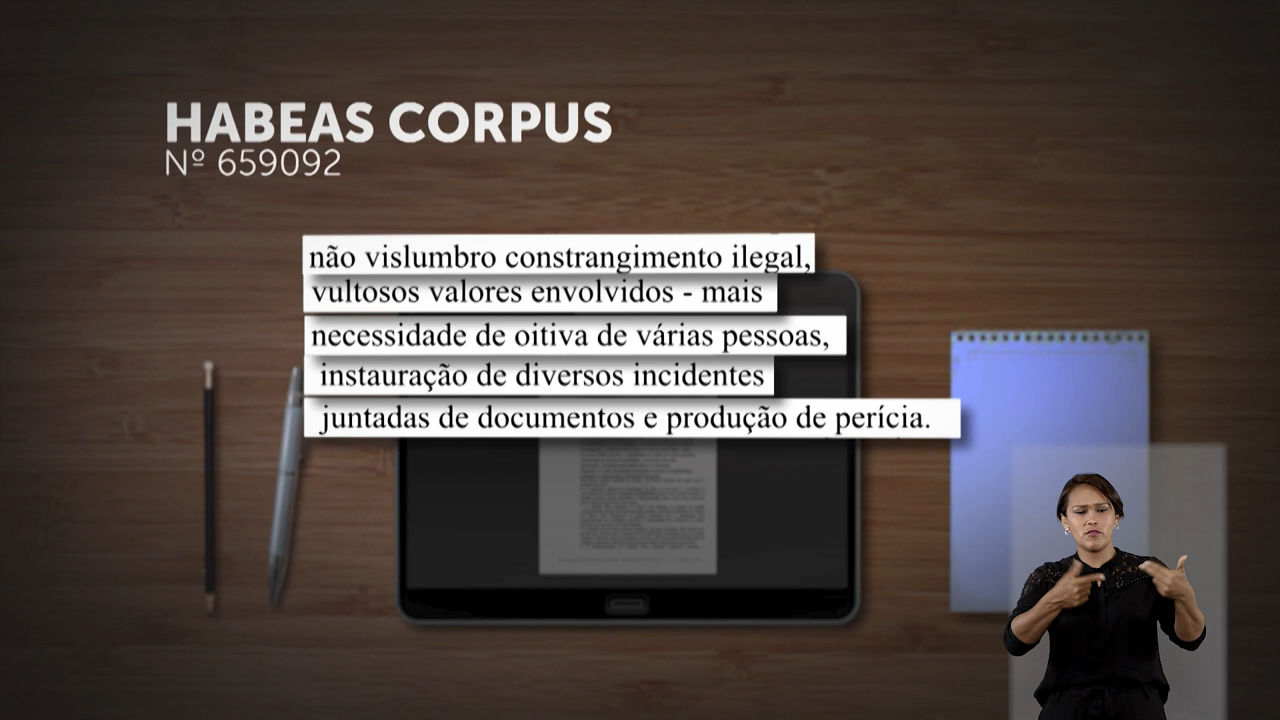 HABEAS CORPUS
Nº 659092
não vislumbro constrangimento ilegal,
vultosos valores envolvidos - mais
necessidade de oitiva de várias pessoas,
instauração de diversos incidentes
juntadas de documentos e produção de perícia.